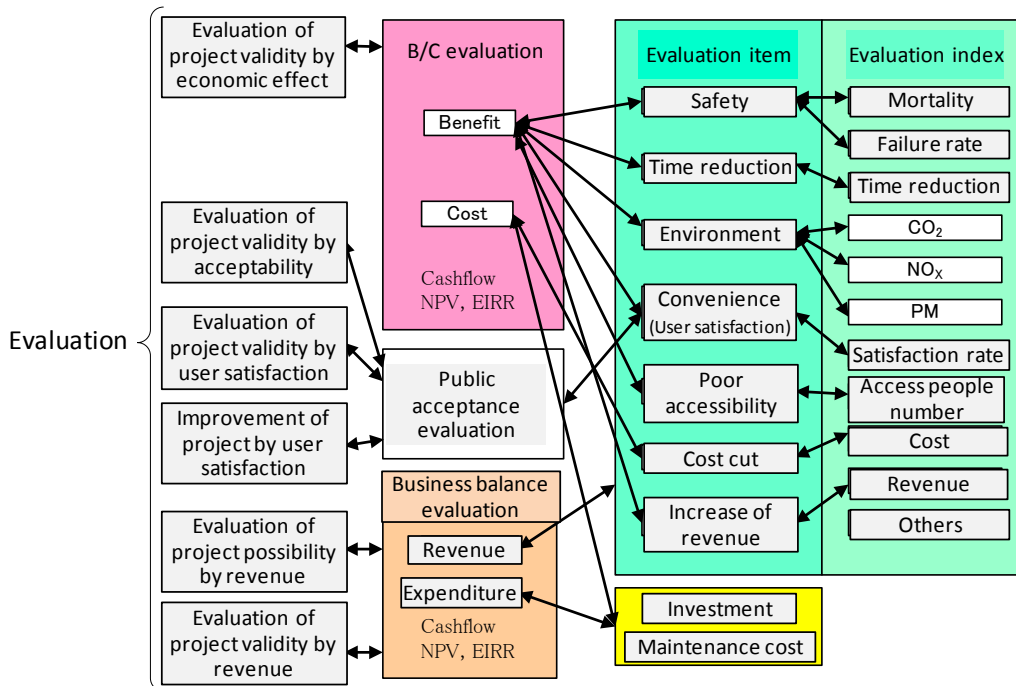 Evaluation
Evaluation of
project validity by
economic effect
Evaluation of
project validity by
acceptability
Evaluation of
project validity by
user satisfaction
Improvement of
project by user
satisfaction
Evaluation of
project possibility
by revenue
Evaluation of
project validity by
revenue
B/C evaluation
Benefit
Cost
Cashflow
NPV, EIRR
Public
acceptance
evaluation
Business balance
evaluation
Revenue
Expenditure
Cashflow
NPV, EIRR
Evaluation item
Safety
Time reduction
Environment
Convenience
(User satisfaction)
Poor
accessibility
Cost cut
Increase of
revenue
Evaluation index
Mortality
Failure rate
Time reduction
CO₂
NOₓ
PM
Satisfaction rate
Access people
number
Cost
Revenue
Others
Investment
Maintenance cost